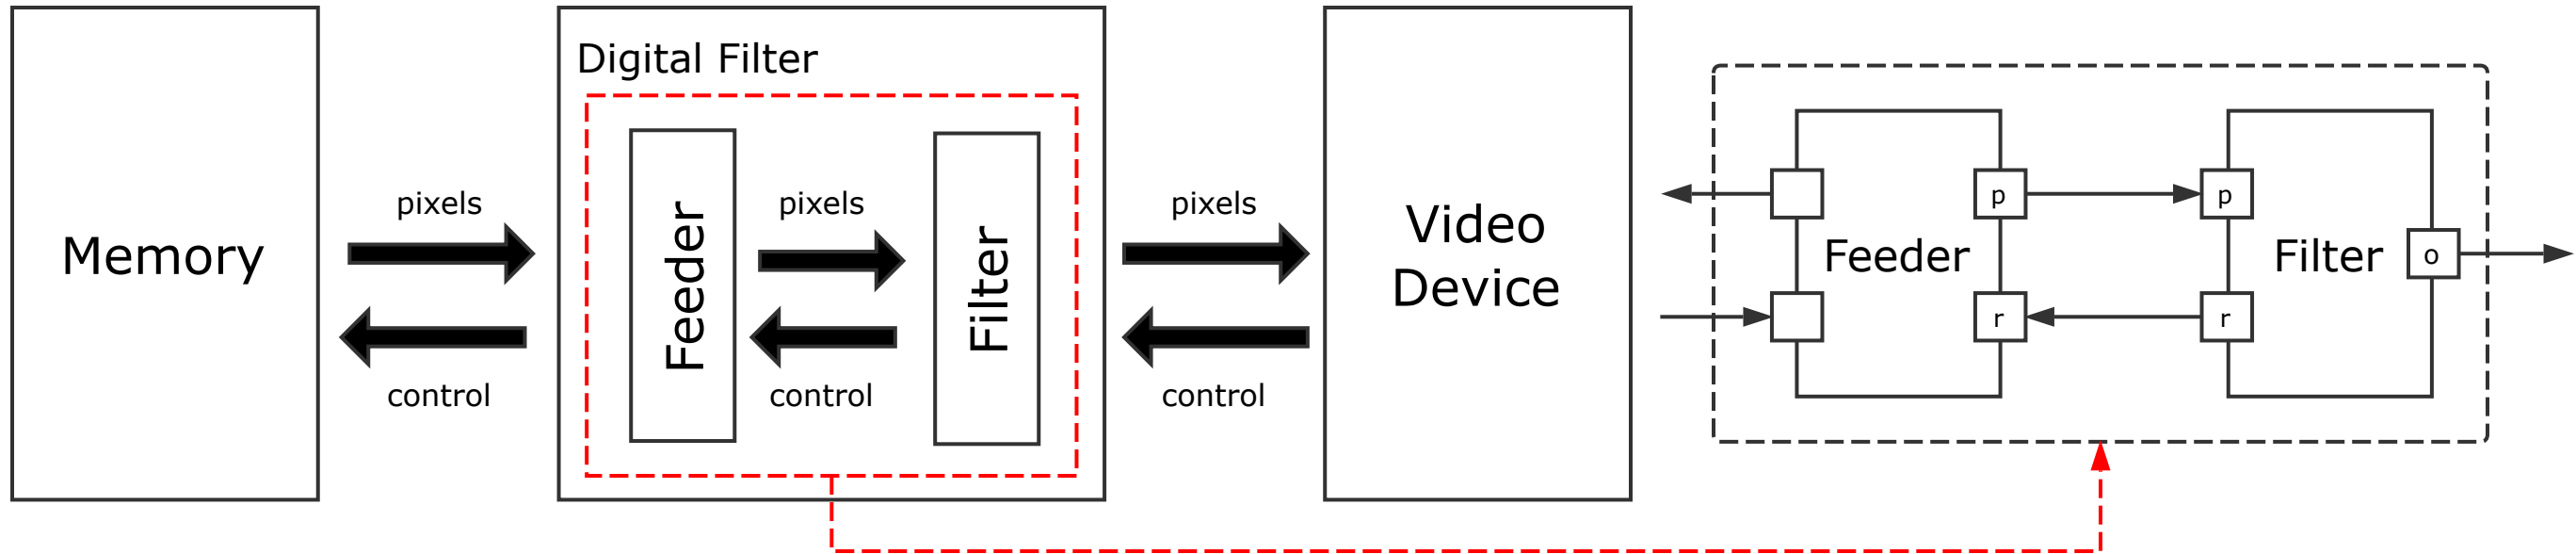 Memory
pixels
control
Digital Filter
Feeder
pixels
control
Filter
pixels
control
Video
Device
Feeder
p
r
p
r
Filter
o